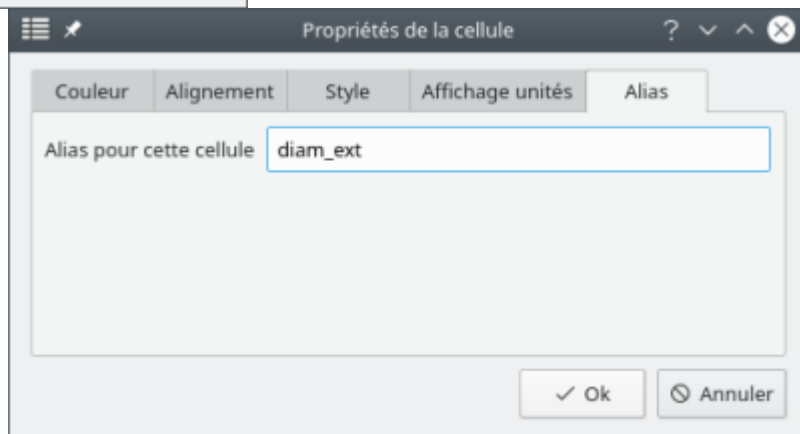 Propriétés de la cellule
Couleur Alignement Style Affichage unités Alias
Alias pour cette cellule diam_ext
Ok Annuler